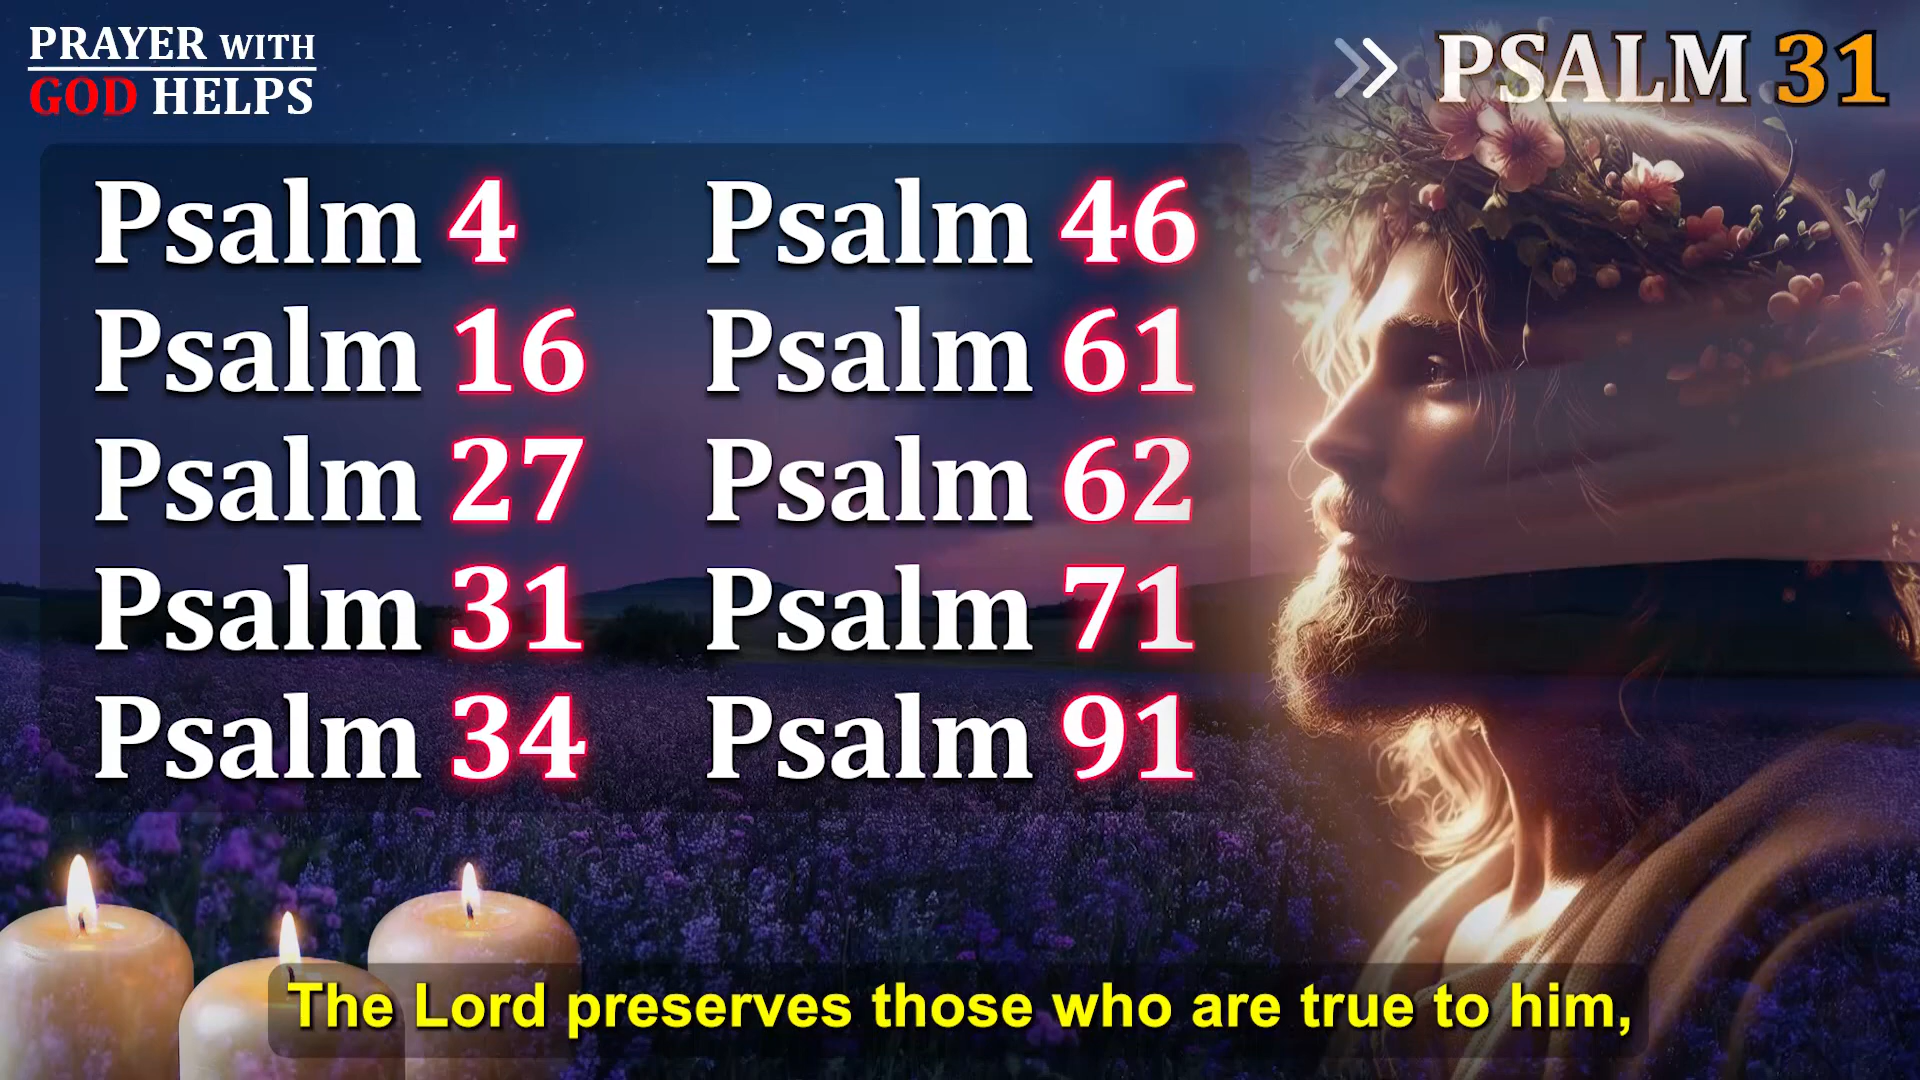 PRAYER WITH
GOD HELPS
PSALM 31
Psalm 4
Psalm 16
Psalm 27
Psalm 31
Psalm 34
Psalm 46
Psalm 61
Psalm 62
Psalm 71
Psalm 91
The Lord preserves those who are true to him,